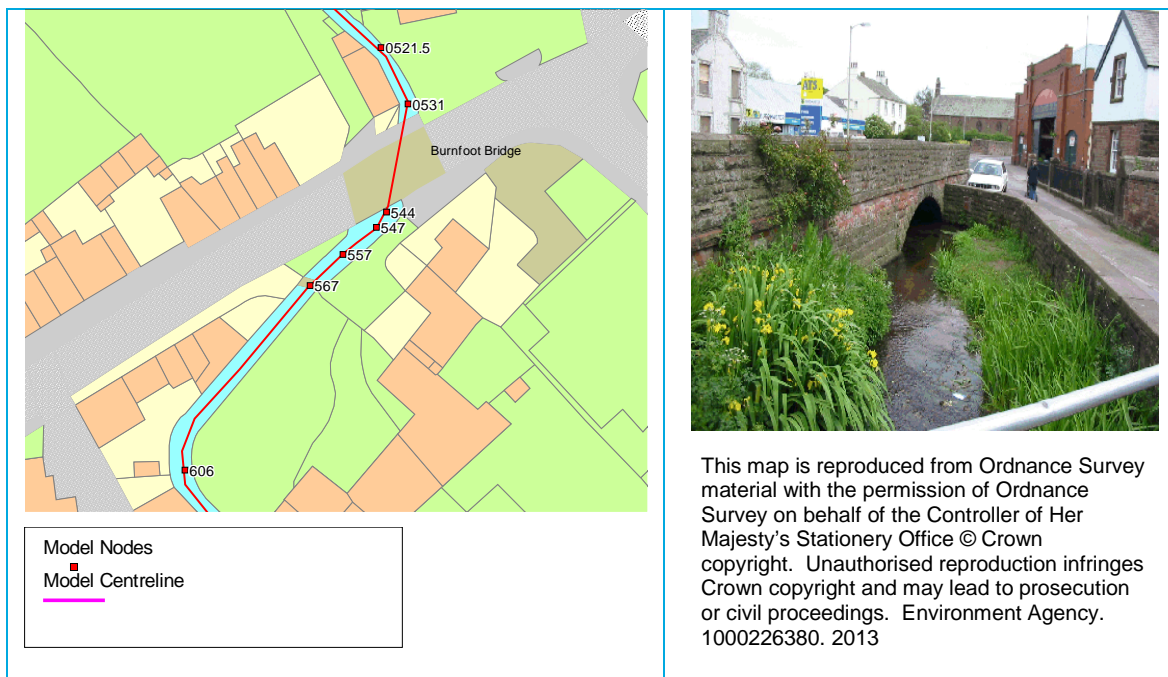 0521.5
0531
Burnfoot Bridge
544
547
557
567
606
Model Nodes
Model Centreline
ATS
This map is reproduced from Ordnance Survey
material with the permission of Ordnance
Survey on behalf of the Controller of Her
Majesty's Stationery Office © Crown
copyright. Unauthorised reproduction infringes
Crown copyright and may lead to prosecution
or civil proceedings. Environment Agency.
1000226380. 2013